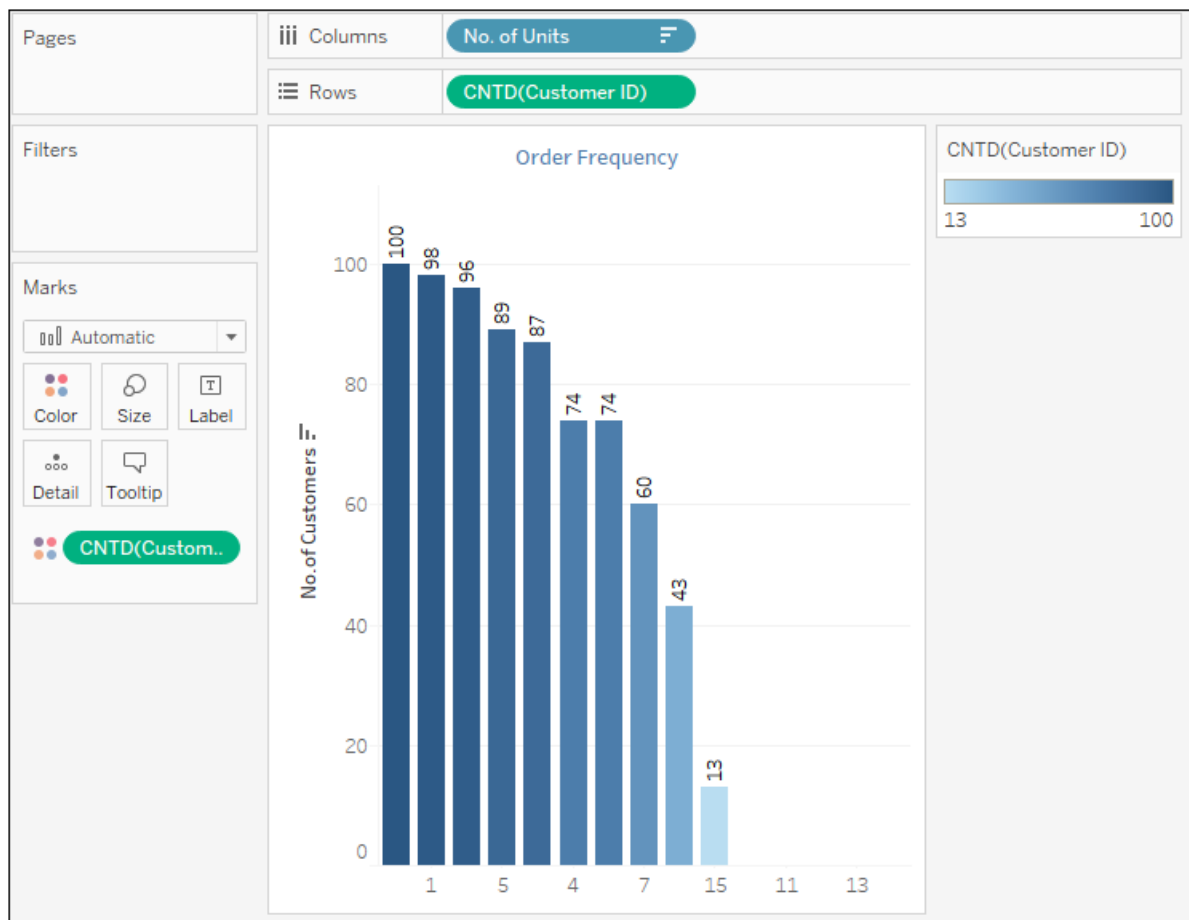 Pages
Columns No. of Units
Rows CNTD(Customer ID)
Filters
Marks
Automatic
Color Size T Label
Detail Tooltip
CNTD(Custom..
Order Frequency
No.of Customers
100
80
60
40
20
0
100 98 96 89 87 74 74 60 43 13
1 5 4 7 15 11 13
CNTD(Customer ID)
13 100